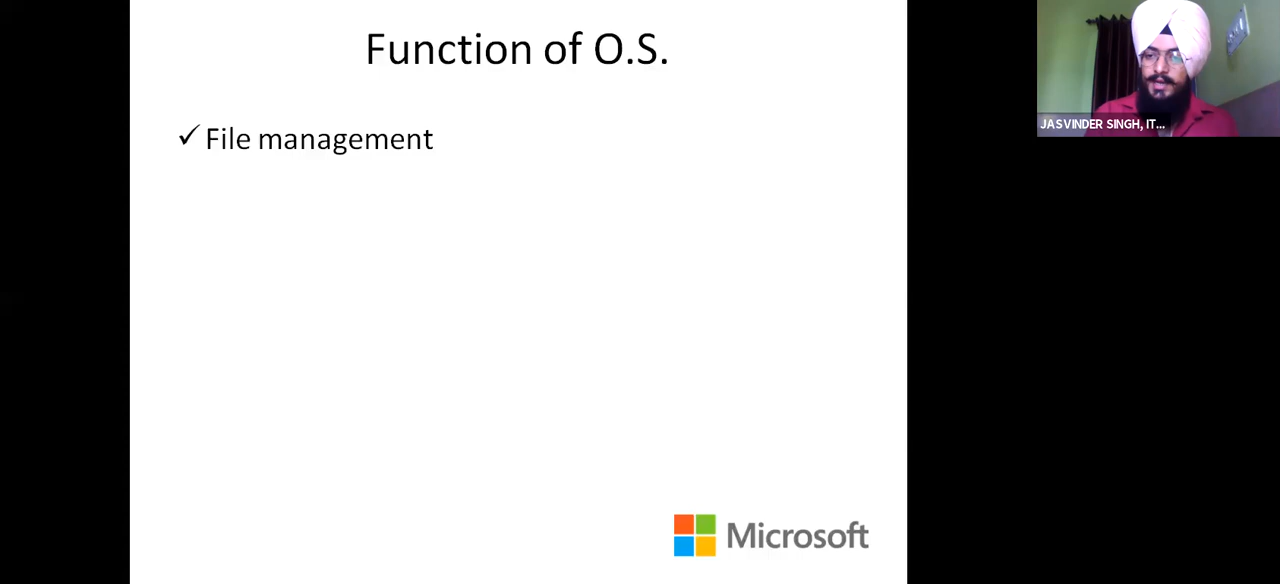 Function of O.S.
JASVINDER SINGH, IT...
✓ File management
Microsoft